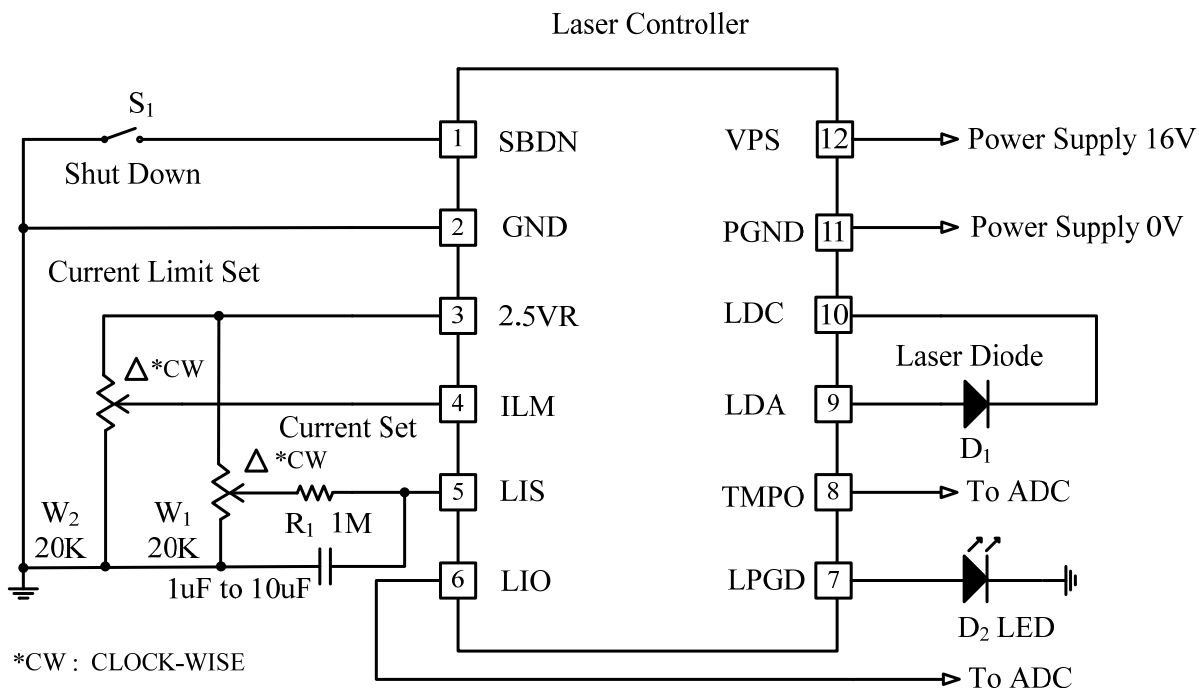 Laser Controller
S1
Shut Down
1
SBDN
VPS
12
Power Supply 16V
2
GND
PGND
11
Power Supply 0V
Current Limit Set
3
2.5VR
LDC
10
△ *CW
Laser Diode
4
ILM
LDA
9
D1
Current Set
△ *CW
5
LIS
TMPO
8
To ADC
W2
20K
W1
20K
R1 1M
1uF to 10uF
6
LIO
LPGD
7
D2 LED
*CW : CLOCK-WISE
To ADC